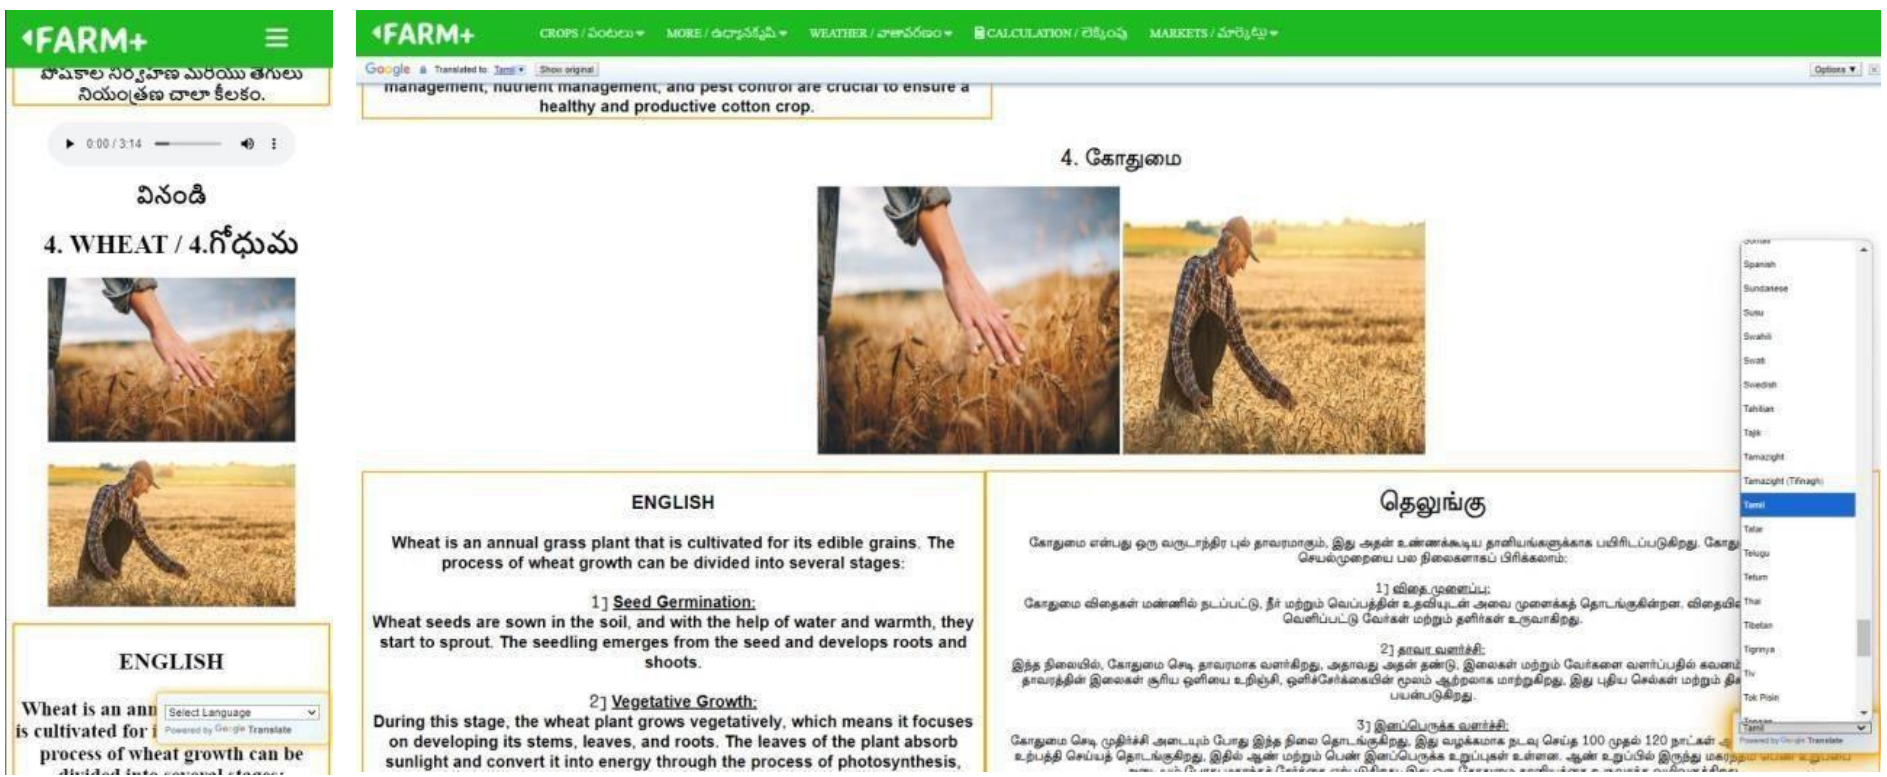 FARM+
పోషకాల నిర్వహణ మరియు తెగులు
నియంత్రణ చాలా కీలకం.
0:00 / 3:14
వినండి
4. WHEAT / 4.గోధుమ
ENGLISH
Wheat is an ann
is cultivated for i
process of wheat growth can be
divided into several stages:
Select Language
Powered by Google Translate
FARM+
CROPS / పంటలు
MORE / ఉద్యానకృషి
WEATHER / వాతావరణం
CALCULATION / లెక్కింపు
MARKETS / మార్కెట్లు
Google Translated to: Tamil Show original
Options ▼
management, nutrient management, and pest control are crucial to ensure a
healthy and productive cotton crop.
4. கோதுமை
ENGLISH
Wheat is an annual grass plant that is cultivated for its edible grains. The
process of wheat growth can be divided into several stages:
1] Seed Germination:
Wheat seeds are sown in the soil, and with the help of water and warmth, they
start to sprout. The seedling emerges from the seed and develops roots and
shoots.
2] Vegetative Growth:
During this stage, the wheat plant grows vegetatively, which means it focuses
on developing its stems, leaves, and roots. The leaves of the plant absorb
sunlight and convert it into energy through the process of photosynthesis,
தெலுங்கு
கோதுமை என்பது ஒரு வருடாந்திர புல் தாவரமாகும், இது அதன் உண்ணக்கூடிய தானியங்களுக்காக பயிரிடப்படுகிறது. கோது
செயல்முறையை பல நிலைகளாகப் பிரிக்கலாம்:
1] விதை முளைப்பு:
கோதுமை விதைகள் மண்ணில் நடப்பட்டு, நீர் மற்றும் வெப்பத்தின் உதவியுடன் அவை முளைக்கத் தொடங்குகின்றன. விதையி
வெளிப்பட்டு வேர்கள் மற்றும் தளிர்கள் உருவாகிறது.
2] தாவர வளர்ச்சி:
இந்த நிலையில், கோதுமை செடி தாவரமாக வளர்கிறது, அதாவது அதன் தண்டு, இலைகள் மற்றும் வேர்களை வளர்ப்பதில் கவனம்
தாவரத்தின் இலைகள் சூரிய ஒளியை உறிஞ்சி, ஒளிச்சேர்க்கையின் மூலம் ஆற்றலாக மாற்றுகிறது, இது புதிய செல்கள் மற்றும் தி
பயன்படுகிறது.
3] இனப்பெருக்க வளர்ச்சி:
கோதுமை செடி முதிர்ச்சி அடையும் போது இந்த நிலை தொடங்குகிறது, இது வழக்கமாக நடவு செய்த 100 முதல் 120 நாட்கள்
உற்பத்தி செய்யத் தொடங்குகிறது, இதில் ஆண் மற்றும் பெண் இனப்பெருக்க உறுப்புகள் உள்ளன. ஆண் உறுப்பில் இருந்து மகரந்தம் பெண் உறுப்பை
Spanish
Sundanese
Susu
Swahili
Swati
Swedish
Tahitian
Tajik
Tamazight
Tamazight (Tifinagh)
Tamil
Tatar
Telugu
Tetum
Thai
Tibetan
Tigrinya
Tiv
Tok Pisin
Tongan
Tamil
Powered by Google Translate